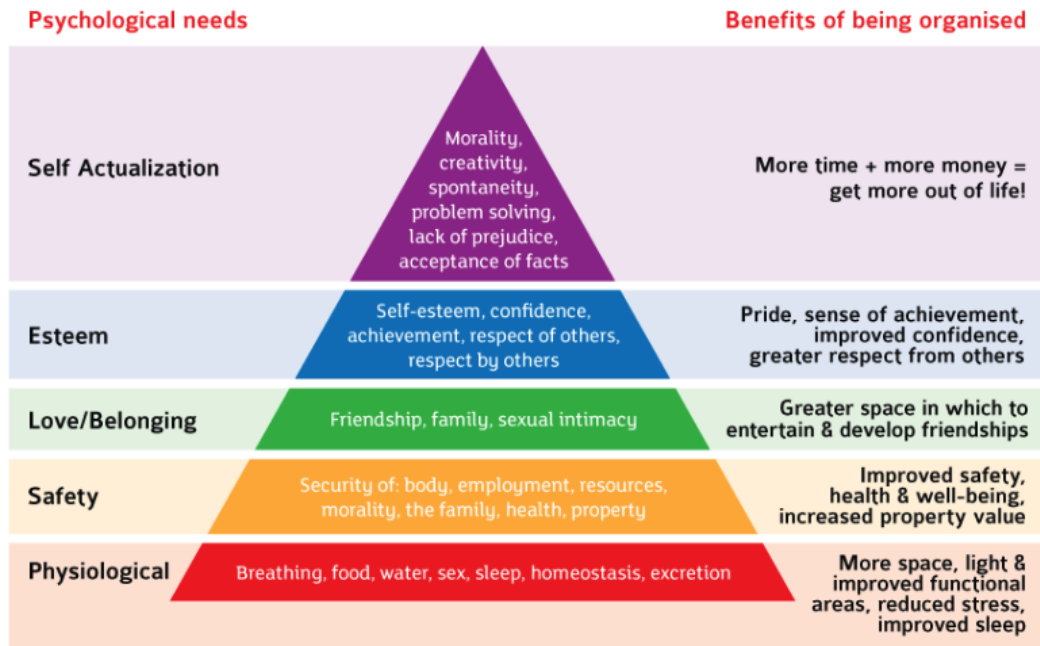 Psychological needs
Benefits of being organised
Self Actualization
Morality,
creativity,
spontaneity,
problem solving,
lack of prejudice,
acceptance of facts
More time + more money =
get more out of life!
Esteem
Self-esteem, confidence,
achievement, respect of others,
respect by others
Pride, sense of achievement,
improved confidence,
greater respect from others
Love/Belonging
Friendship, family, sexual intimacy
Greater space in which to
entertain & develop friendships
Safety
Security of: body, employment, resources,
morality, the family, health, property
Improved safety,
health & well-being,
increased property value
Physiological
Breathing, food, water, sex, sleep, homeostasis, excretion
More space, light &
improved functional
areas, reduced stress,
improved sleep